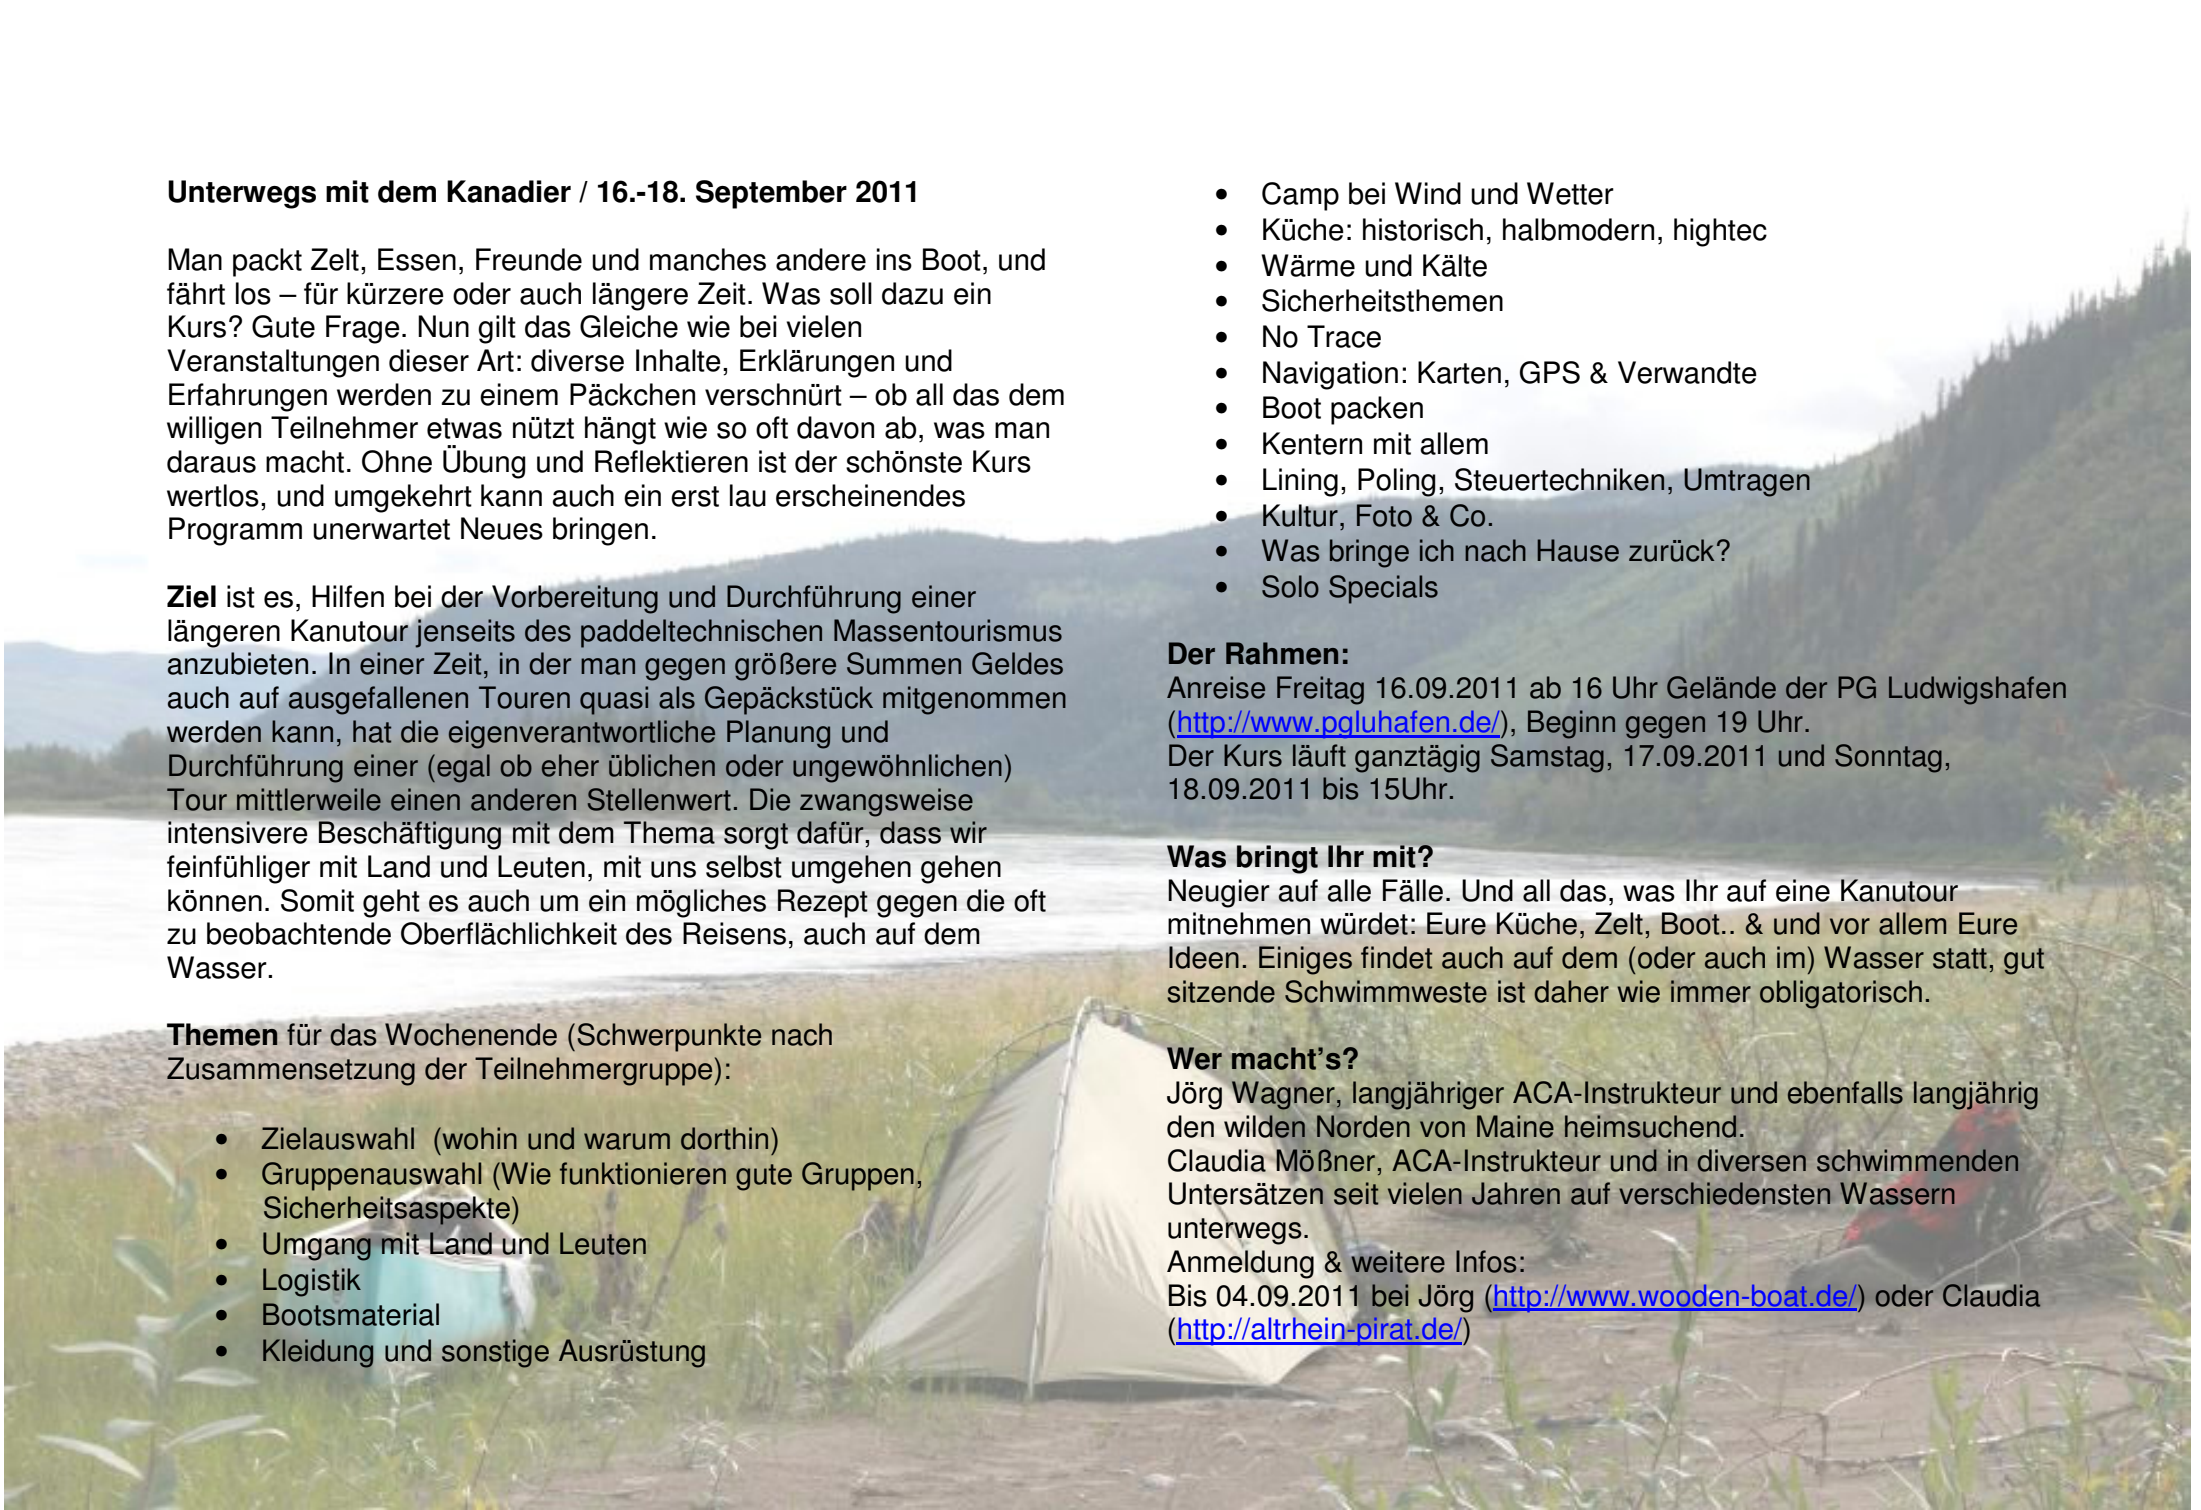 Unterwegs mit dem Kanadier / 16.-18. September 2011
Man packt Zelt, Essen, Freunde und manches andere ins Boot, und
fährt los – für kürzere oder auch längere Zeit. Was soll dazu ein
Kurs? Gute Frage. Nun gilt das Gleiche wie bei vielen
Veranstaltungen dieser Art: diverse Inhalte, Erklärungen und
Erfahrungen werden zu einem Päckchen verschnürt – ob all das dem
willigen Teilnehmer etwas nützt hängt wie so oft davon ab, was man
daraus macht. Ohne Übung und Reflektieren ist der schönste Kurs
wertlos, und umgekehrt kann auch ein erst lau erscheinendes
Programm unerwartet Neues bringen.
Ziel ist es, Hilfen bei der Vorbereitung und Durchführung einer
längeren Kanutour jenseits des paddeltechnischen Massentourismus
anzubieten. In einer Zeit, in der man gegen größere Summen Geldes
auch auf ausgefallenen Touren quasi als Gepäckstück mitgenommen
werden kann, hat die eigenverantwortliche Planung und
Durchführung einer (egal ob eher üblichen oder ungewöhnlichen)
Tour mittlerweile einen anderen Stellenwert. Die zwangsweise
intensivere Beschäftigung mit dem Thema sorgt dafür, dass wir
feinfühliger mit Land und Leuten, mit uns selbst umgehen gehen
können. Somit geht es auch um ein mögliches Rezept gegen die oft
zu beobachtende Oberflächlichkeit des Reisens, auch auf dem
Wasser.
Themen für das Wochenende (Schwerpunkte nach
Zusammensetzung der Teilnehmergruppe):
• Zielauswahl (wohin und warum dorthin)
• Gruppenauswahl (Wie funktionieren gute Gruppen,
Sicherheitsaspekte)
• Umgang mit Land und Leuten
• Logistik
• Bootsmaterial
• Kleidung und sonstige Ausrüstung
• Camp bei Wind und Wetter
• Küche: historisch, halbmodern, hightec
• Wärme und Kälte
• Sicherheitsthemen
• No Trace
• Navigation: Karten, GPS & Verwandte
• Boot packen
• Kentern mit allem
• Lining, Poling, Steuertechniken, Umtragen
• Kultur, Foto & Co.
• Was bringe ich nach Hause zurück?
• Solo Specials
Der Rahmen:
Anreise Freitag 16.09.2011 ab 16 Uhr Gelände der PG Ludwigshafen
(http://www.pgluhafen.de/), Beginn gegen 19 Uhr.
Der Kurs läuft ganztägig Samstag, 17.09.2011 und Sonntag,
18.09.2011 bis 15Uhr.
Was bringt Ihr mit?
Neugier auf alle Fälle. Und all das, was Ihr auf eine Kanutour
mitnehmen würdet: Eure Küche, Zelt, Boot.. & und vor allem Eure
Ideen. Einiges findet auch auf dem (oder auch im) Wasser statt, gut
sitzende Schwimmweste ist daher wie immer obligatorisch.
Wer macht’s?
Jörg Wagner, langjähriger ACA-Instrukteur und ebenfalls langjährig
den wilden Norden von Maine heimsuchend.
Claudia Mößner, ACA-Instrukteur und in diversen schwimmenden
Untersätzen seit vielen Jahren auf verschiedensten Wassern
unterwegs.
Anmeldung & weitere Infos:
Bis 04.09.2011 bei Jörg (http://www.wooden-boat.de/) oder Claudia
(http://altrhein-pirat.de/)